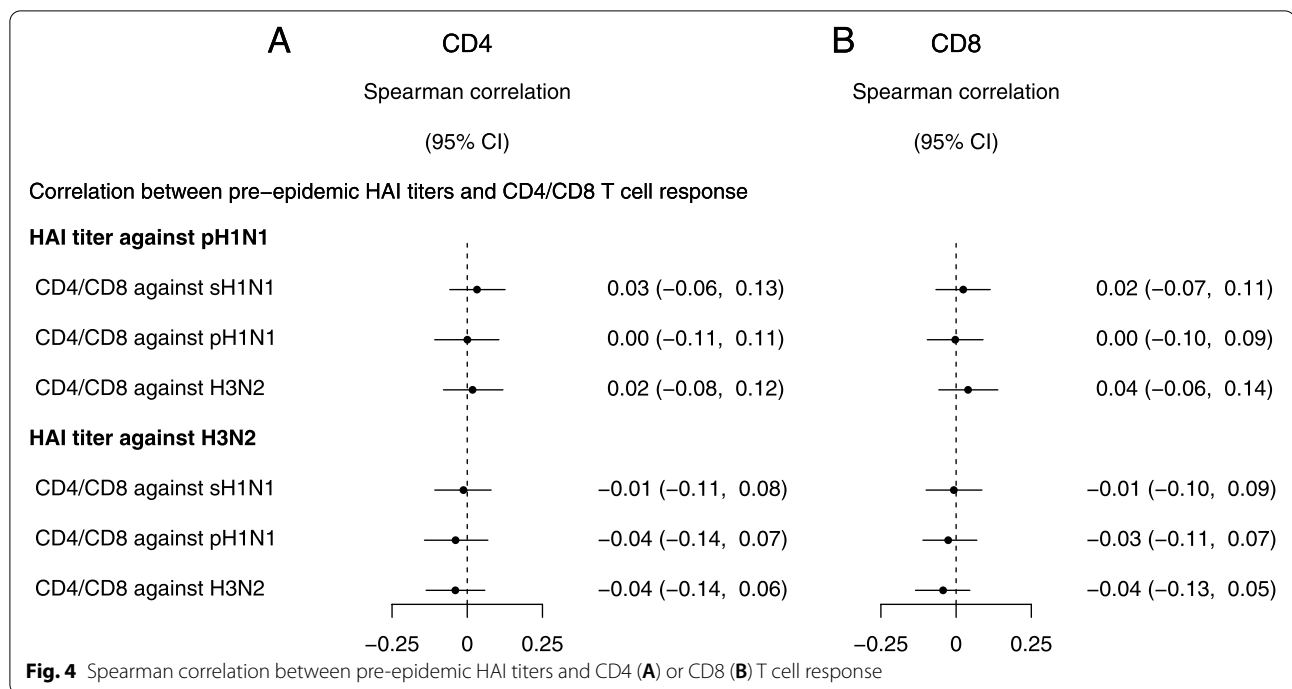 A CD4 B CD8
Spearman correlation Spearman correlation
(95% CI) (95% CI)
Correlation between pre−epidemic HAI titers and CD4/CD8 T cell response
HAI titer against pH1N1
CD4/CD8 against sH1N1 0.03 (−0.06, 0.13) 0.02 (−0.07, 0.11)
CD4/CD8 against pH1N1 0.00 (−0.11, 0.11) 0.00 (−0.10, 0.09)
CD4/CD8 against H3N2 0.02 (−0.08, 0.12) 0.04 (−0.06, 0.14)
HAI titer against H3N2
CD4/CD8 against sH1N1 −0.01 (−0.11, 0.08) −0.01 (−0.10, 0.09)
CD4/CD8 against pH1N1 −0.04 (−0.14, 0.07) −0.03 (−0.11, 0.07)
CD4/CD8 against H3N2 −0.04 (−0.14, 0.06) −0.04 (−0.13, 0.05)
−0.25 0 0.25 −0.25 0 0.25
Fig. 4 Spearman correlation between pre-epidemic HAI titers and CD4 (A) or CD8 (B) T cell response